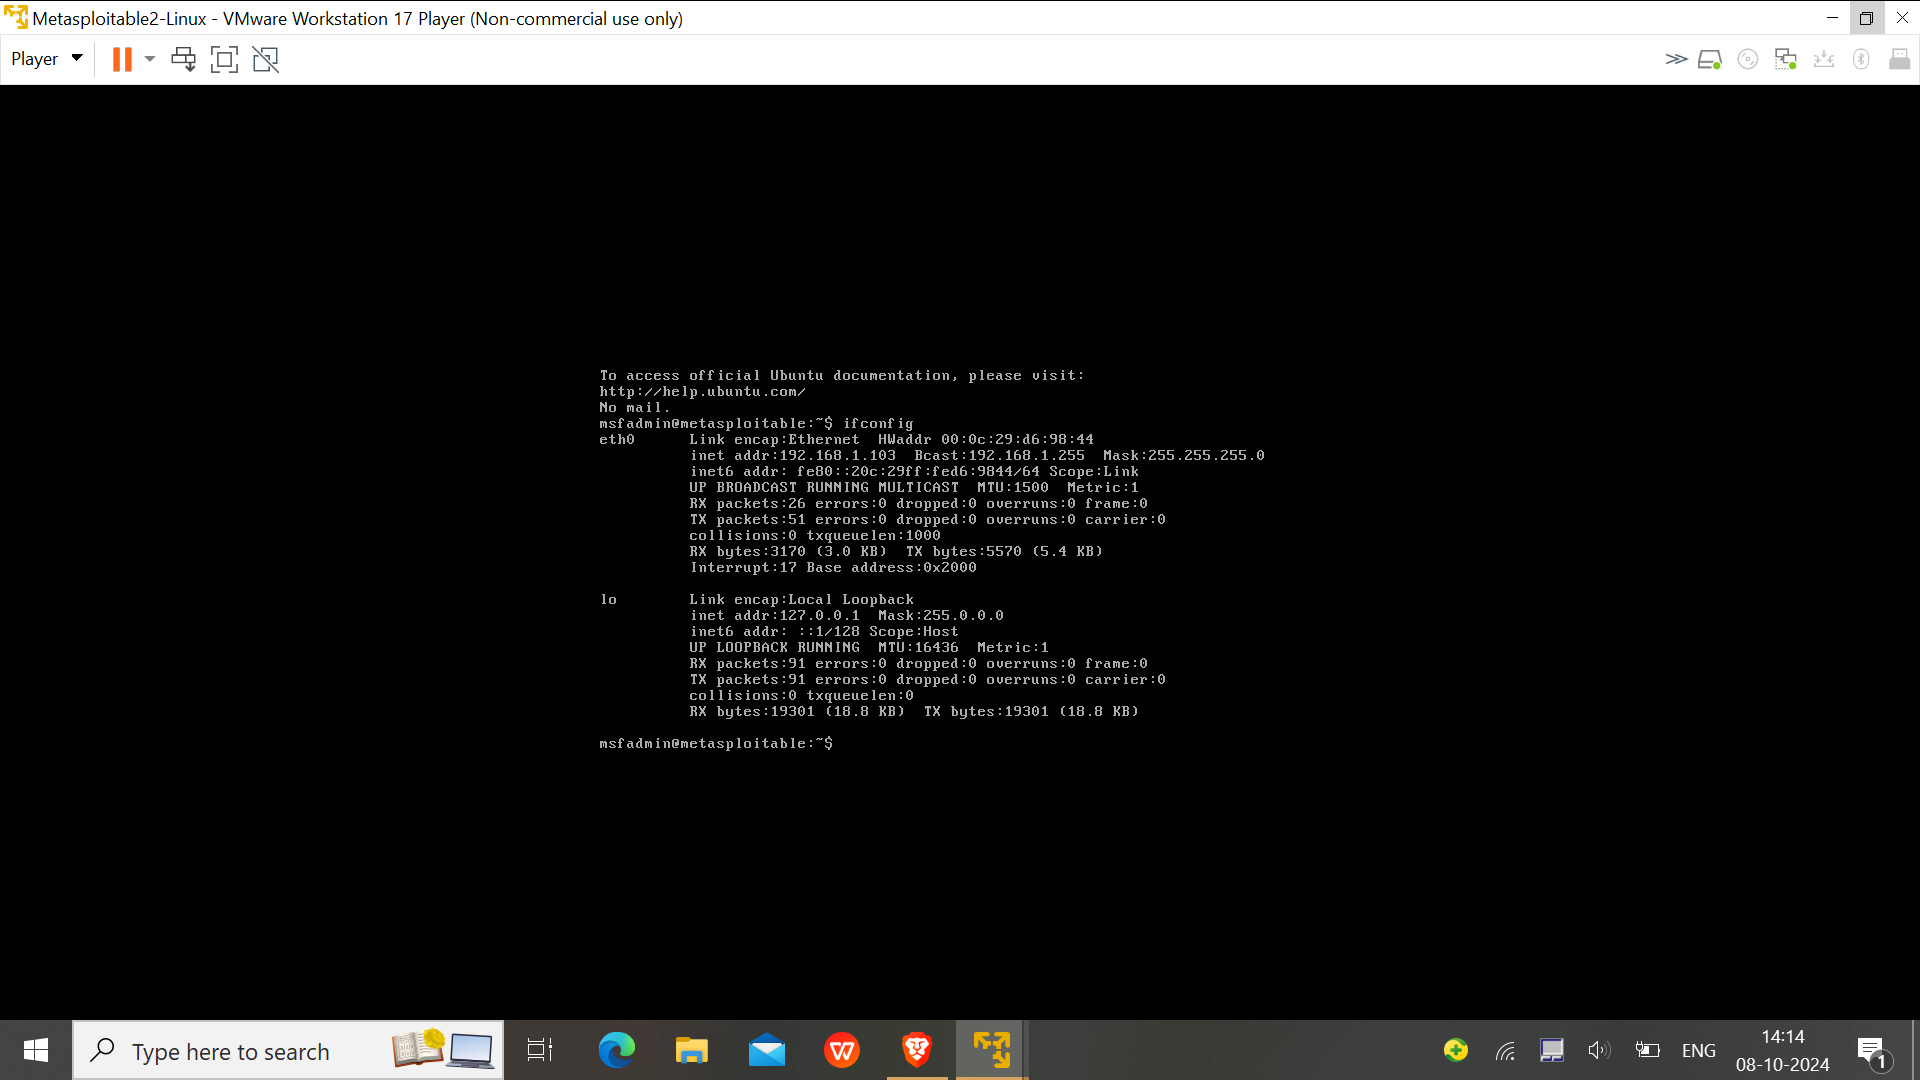 Metasploitable2-Linux - VMware Workstation 17 Player (Non-commercial use only)
Player
To access official Ubuntu documentation, please visit:
http://help.ubuntu.com/
No mail.
msfadmin@metasploitable:~$ ifconfig
eth0      Link encap:Ethernet  HWaddr 00:0c:29:d6:98:44
          inet addr:192.168.1.103  Bcast:192.168.1.255  Mask:255.255.255.0
          inet6 addr: fe80::20c:29ff:fed6:9844/64 Scope:Link
          UP BROADCAST RUNNING MULTICAST  MTU:1500  Metric:1
          RX packets:26 errors:0 dropped:0 overruns:0 frame:0
          TX packets:51 errors:0 dropped:0 overruns:0 carrier:0
          collisions:0 txqueuelen:1000
          RX bytes:3170 (3.0 KB)  TX bytes:5570 (5.4 KB)
          Interrupt:17 Base address:0x2000
lo        Link encap:Local Loopback
          inet addr:127.0.0.1  Mask:255.0.0.0
          inet6 addr: ::1/128 Scope:Host
          UP LOOPBACK RUNNING  MTU:16436  Metric:1
          RX packets:91 errors:0 dropped:0 overruns:0 frame:0
          TX packets:91 errors:0 dropped:0 overruns:0 carrier:0
          collisions:0 txqueuelen:0
          RX bytes:19301 (18.8 KB)  TX bytes:19301 (18.8 KB)
msfadmin@metasploitable:~$
Type here to search
W
ENG
14:14
08-10-2024
1